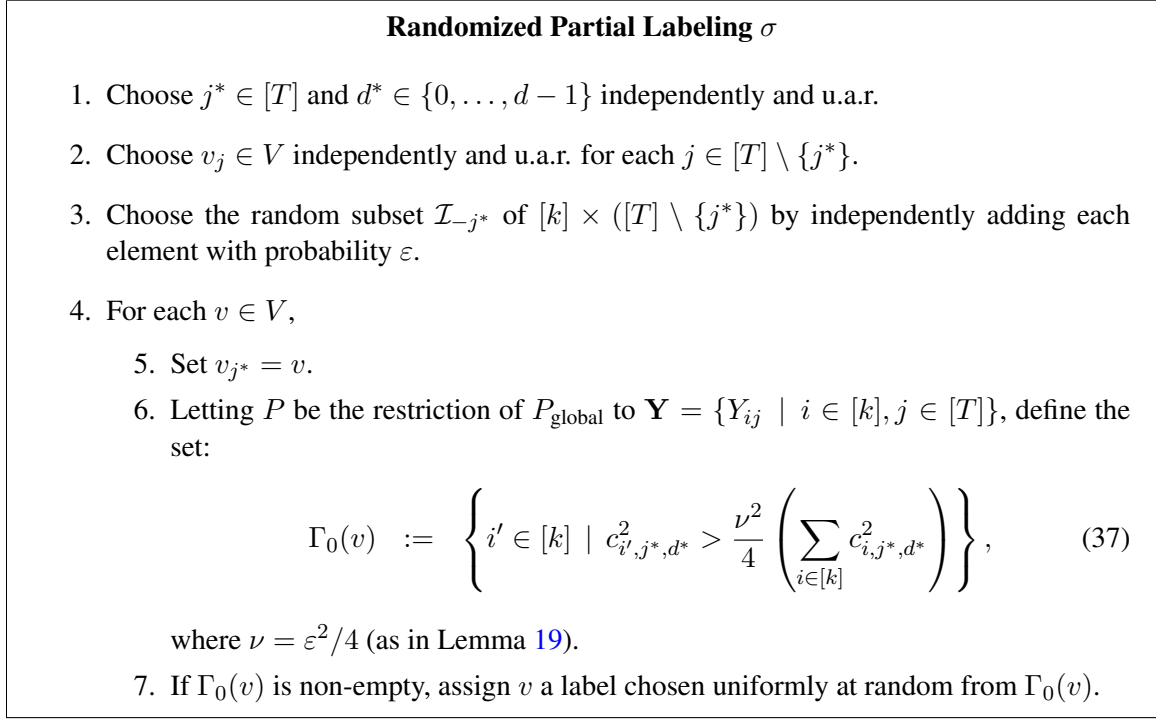 Randomized Partial Labeling σ
1. Choose j* ∈ [T] and d* ∈ {0, . . . , d − 1} independently and u.a.r.
2. Choose v_j ∈ V independently and u.a.r. for each j ∈ [T] \ {j*}.
3. Choose the random subset 𝓘_{−j*} of [k] × ([T] \ {j*}) by independently adding each
element with probability ε.
4. For each v ∈ V,
5. Set v_{j*} = v.
6. Letting P be the restriction of P_global to Y = {Y_{ij} | i ∈ [k], j ∈ [T]}, define the
set:
Γ_0(v) := { i′ ∈ [k] | c²_{i′,j*,d*} > ν²/4 ( ∑_{i∈[k]} c²_{i,j*,d*} ) }, (37)
where ν = ε²/4 (as in Lemma 19).
7. If Γ_0(v) is non-empty, assign v a label chosen uniformly at random from Γ_0(v).